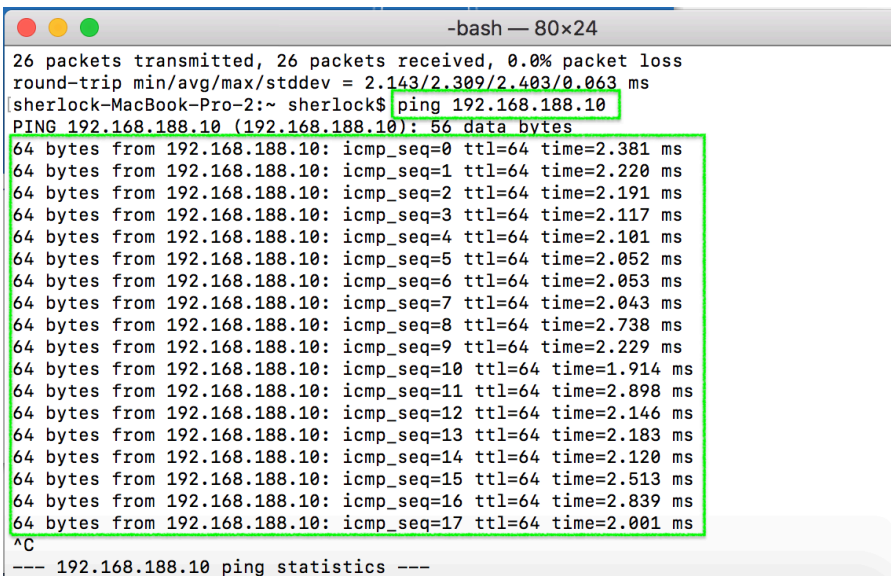 -bash — 80×24
26 packets transmitted, 26 packets received, 0.0% packet loss
round-trip min/avg/max/stddev = 2.143/2.309/2.403/0.063 ms
[sherlock-MacBook-Pro-2:~ sherlock$ ping 192.168.188.10
PING 192.168.188.10 (192.168.188.10): 56 data bytes
64 bytes from 192.168.188.10: icmp_seq=0 ttl=64 time=2.381 ms
64 bytes from 192.168.188.10: icmp_seq=1 ttl=64 time=2.220 ms
64 bytes from 192.168.188.10: icmp_seq=2 ttl=64 time=2.191 ms
64 bytes from 192.168.188.10: icmp_seq=3 ttl=64 time=2.117 ms
64 bytes from 192.168.188.10: icmp_seq=4 ttl=64 time=2.101 ms
64 bytes from 192.168.188.10: icmp_seq=5 ttl=64 time=2.052 ms
64 bytes from 192.168.188.10: icmp_seq=6 ttl=64 time=2.053 ms
64 bytes from 192.168.188.10: icmp_seq=7 ttl=64 time=2.043 ms
64 bytes from 192.168.188.10: icmp_seq=8 ttl=64 time=2.738 ms
64 bytes from 192.168.188.10: icmp_seq=9 ttl=64 time=2.229 ms
64 bytes from 192.168.188.10: icmp_seq=10 ttl=64 time=1.914 ms
64 bytes from 192.168.188.10: icmp_seq=11 ttl=64 time=2.898 ms
64 bytes from 192.168.188.10: icmp_seq=12 ttl=64 time=2.146 ms
64 bytes from 192.168.188.10: icmp_seq=13 ttl=64 time=2.183 ms
64 bytes from 192.168.188.10: icmp_seq=14 ttl=64 time=2.120 ms
64 bytes from 192.168.188.10: icmp_seq=15 ttl=64 time=2.513 ms
64 bytes from 192.168.188.10: icmp_seq=16 ttl=64 time=2.839 ms
64 bytes from 192.168.188.10: icmp_seq=17 ttl=64 time=2.001 ms
^C
--- 192.168.188.10 ping statistics ---